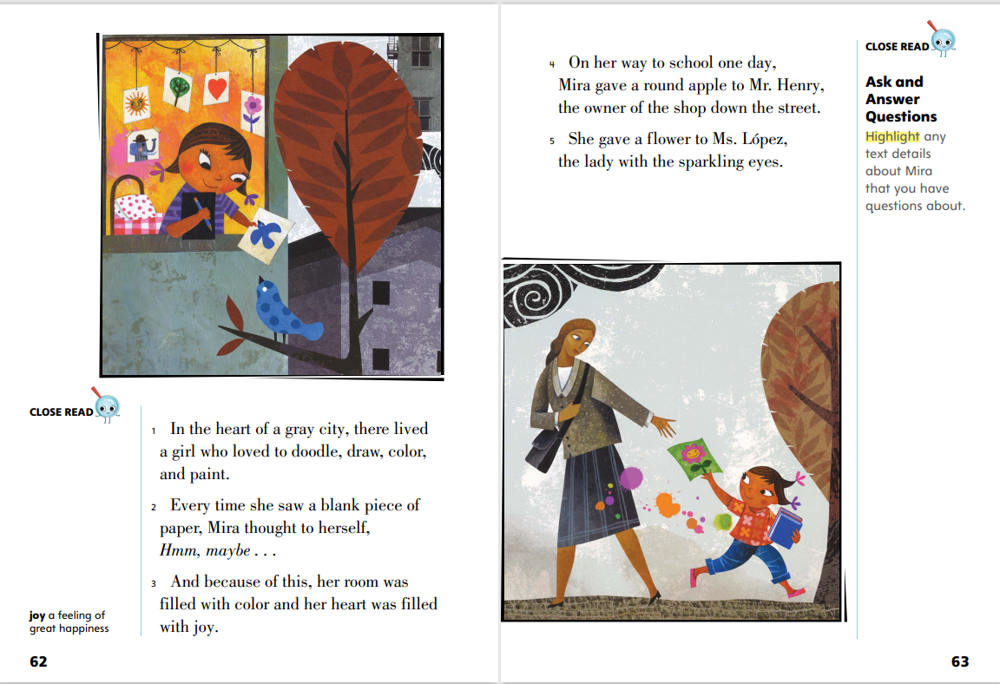 CLOSE READ
1 In the heart of a gray city, there lived
a girl who loved to doodle, draw, color,
and paint.
2 Every time she saw a blank piece of
paper, Mira thought to herself,
Hmm, maybe . . .
3 And because of this, her room was
filled with color and her heart was filled
with joy.
joy a feeling of
great happiness
62
4 On her way to school one day,
Mira gave a round apple to Mr. Henry,
the owner of the shop down the street.
5 She gave a flower to Ms. López,
the lady with the sparkling eyes.
CLOSE READ
Ask and
Answer
Questions
Highlight any
text details
about Mira
that you have
questions about.
63